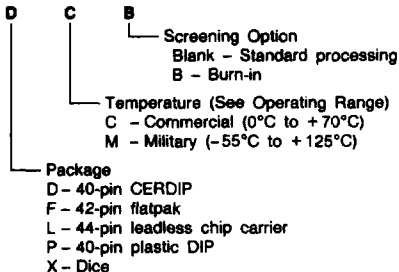 D C B
Screening Option
Blank – Standard processing
B – Burn-in
Temperature (See Operating Range)
C – Commercial (0°C to +70°C)
M – Military (–55°C to +125°C)
Package
D – 40-pin CERDIP
F – 42-pin flatpak
L – 44-pin leadless chip carrier
P – 40-pin plastic DIP
X – Dice